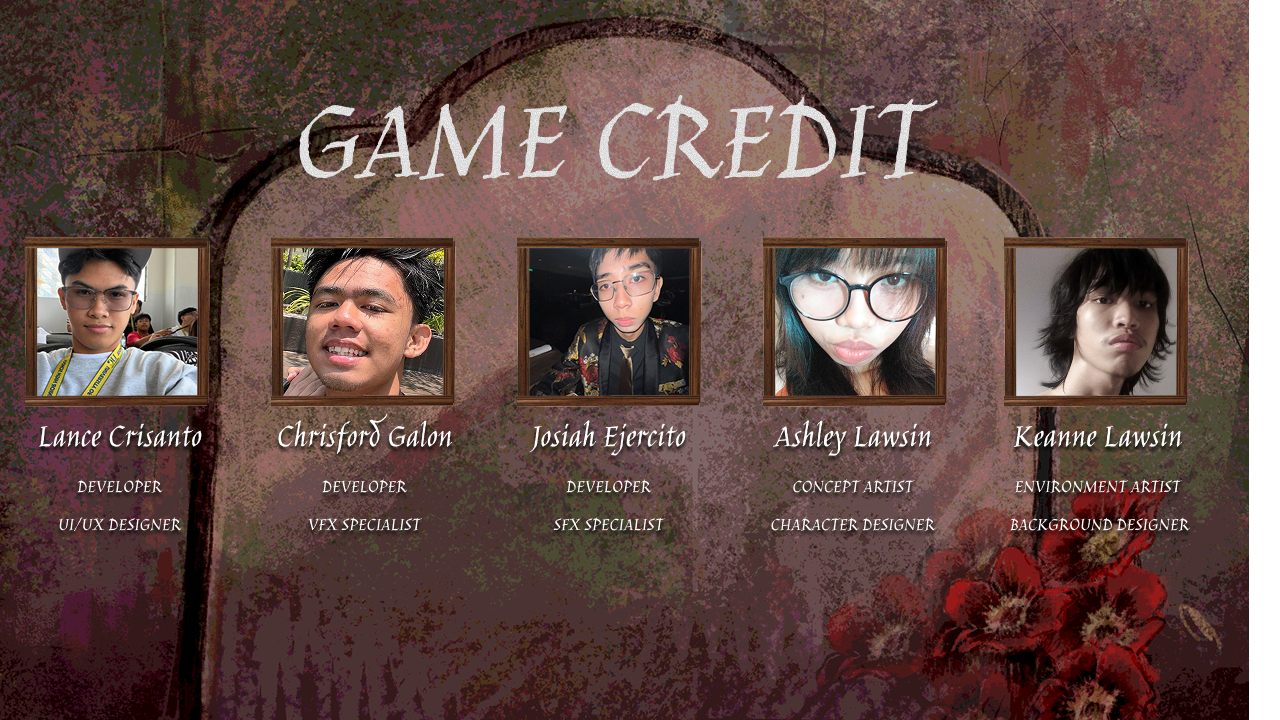 GAME CREDIT
Lance Crisanto
DEVELOPER
UI/UX DESIGNER
Chrisford Galon
DEVELOPER
VFX SPECIALIST
Josiah Ejercito
DEVELOPER
SFX SPECIALIST
Ashley Lawsin
CONCEPT ARTIST
CHARACTER DESIGNER
Keanne Lawsin
ENVIRONMENT ARTIST
BACKGROUND DESIGNER